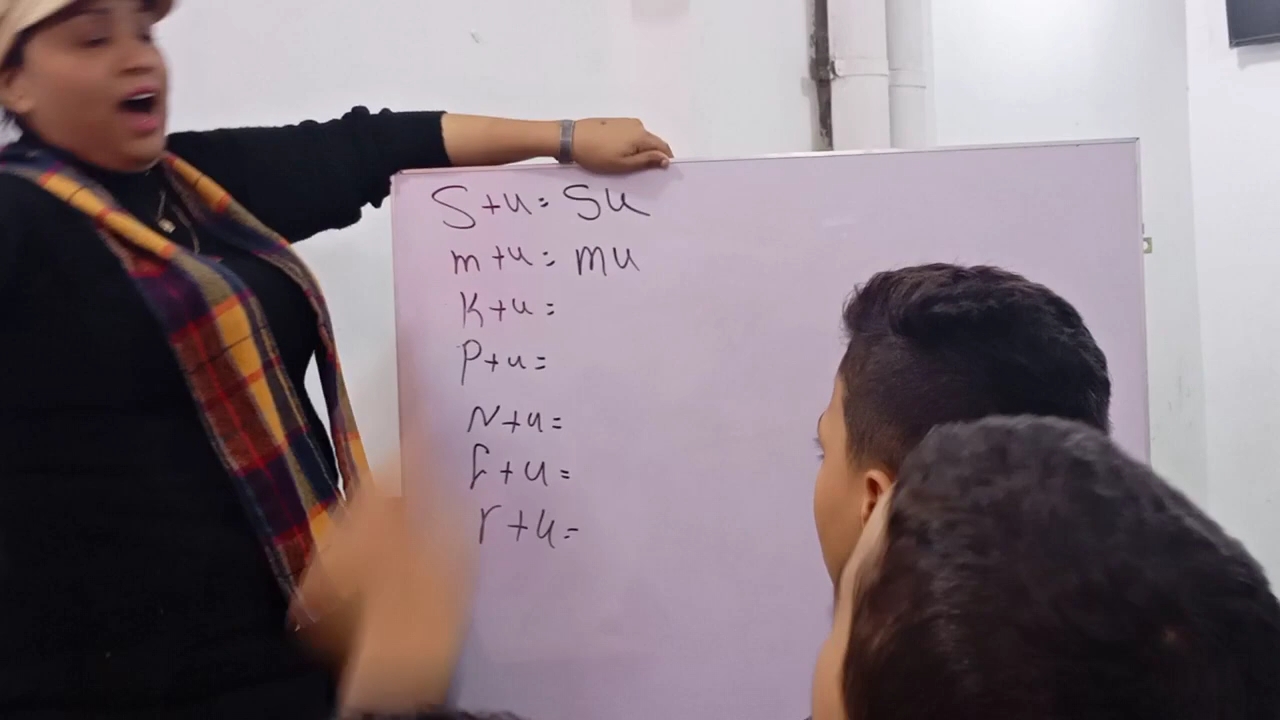 S+u= Su
m+u= mu
K+u=
P+u=
N+u=
f+u=
r+u=